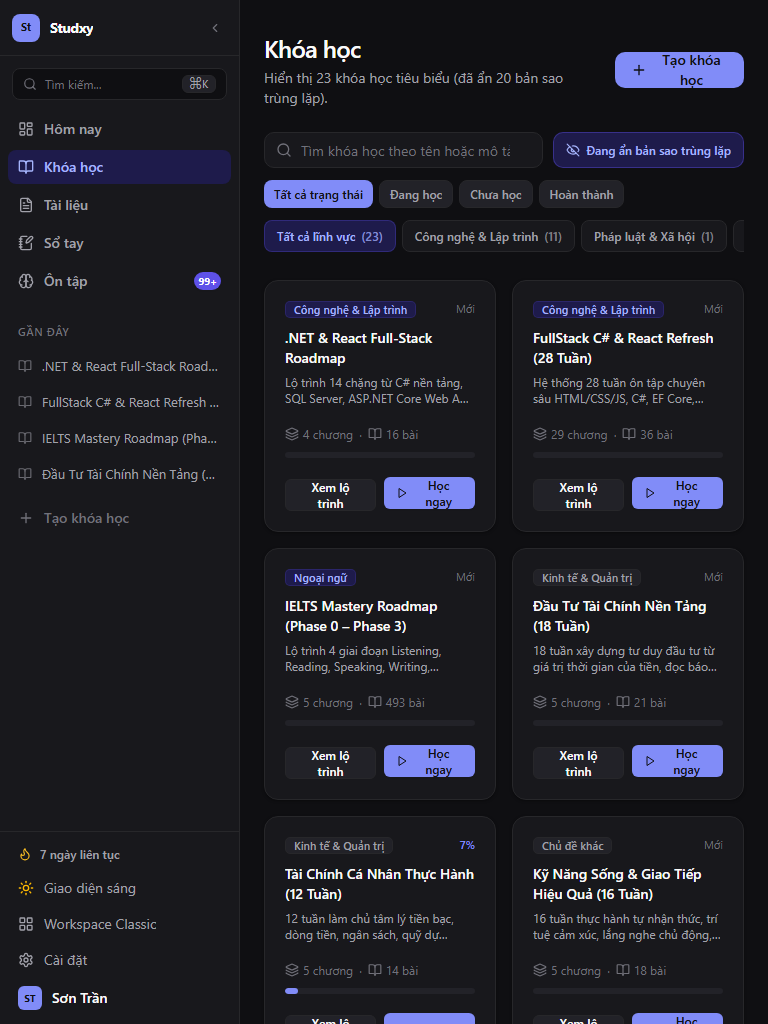 St Studxy
Tìm kiếm... ⌘K
Hôm nay
Khóa học
Tài liệu
Sổ tay
Ôn tập 99+
GẦN ĐÂY
.NET & React Full-Stack Road...
FullStack C# & React Refresh ...
IELTS Mastery Roadmap (Pha...
Đầu Tư Tài Chính Nền Tảng (...
Tạo khóa học
7 ngày liên tục
Giao diện sáng
Workspace Classic
Cài đặt
ST Sơn Trần
Khóa học
Hiển thị 23 khóa học tiêu biểu (đã ẩn 20 bản sao
trùng lặp).
Tạo khóa
học
Tìm khóa học theo tên hoặc mô tả
Đang ẩn bản sao trùng lặp
Tất cả trạng thái Đang học Chưa học Hoàn thành
Tất cả lĩnh vực (23) Công nghệ & Lập trình (11) Pháp luật & Xã hội (1)
Công nghệ & Lập trình Mới
.NET & React Full-Stack
Roadmap
Lộ trình 14 chặng từ C# nền tảng,
SQL Server, ASP.NET Core Web A...
4 chương · 16 bài
Xem lộ
trình
Học
ngay
Công nghệ & Lập trình Mới
FullStack C# & React Refresh
(28 Tuần)
Hệ thống 28 tuần ôn tập chuyên
sâu HTML/CSS/JS, C#, EF Core,...
29 chương · 36 bài
Xem lộ
trình
Học
ngay
Ngoại ngữ Mới
IELTS Mastery Roadmap
(Phase 0 – Phase 3)
Lộ trình 4 giai đoạn Listening,
Reading, Speaking, Writing,...
5 chương · 493 bài
Xem lộ
trình
Học
ngay
Kinh tế & Quản trị Mới
Đầu Tư Tài Chính Nền Tảng
(18 Tuần)
18 tuần xây dựng tư duy đầu tư từ
giá trị thời gian của tiền, đọc báo...
5 chương · 21 bài
Xem lộ
trình
Học
ngay
Kinh tế & Quản trị 7%
Tài Chính Cá Nhân Thực Hành
(12 Tuần)
12 tuần làm chủ tâm lý tiền bạc,
dòng tiền, ngân sách, quỹ dự...
5 chương · 14 bài
Xem lộ
Học
Chủ đề khác Mới
Kỹ Năng Sống & Giao Tiếp
Hiệu Quả (16 Tuần)
16 tuần thực hành tự nhận thức, trí
tuệ cảm xúc, lắng nghe chủ động,...
5 chương · 18 bài
Xem lộ
Học